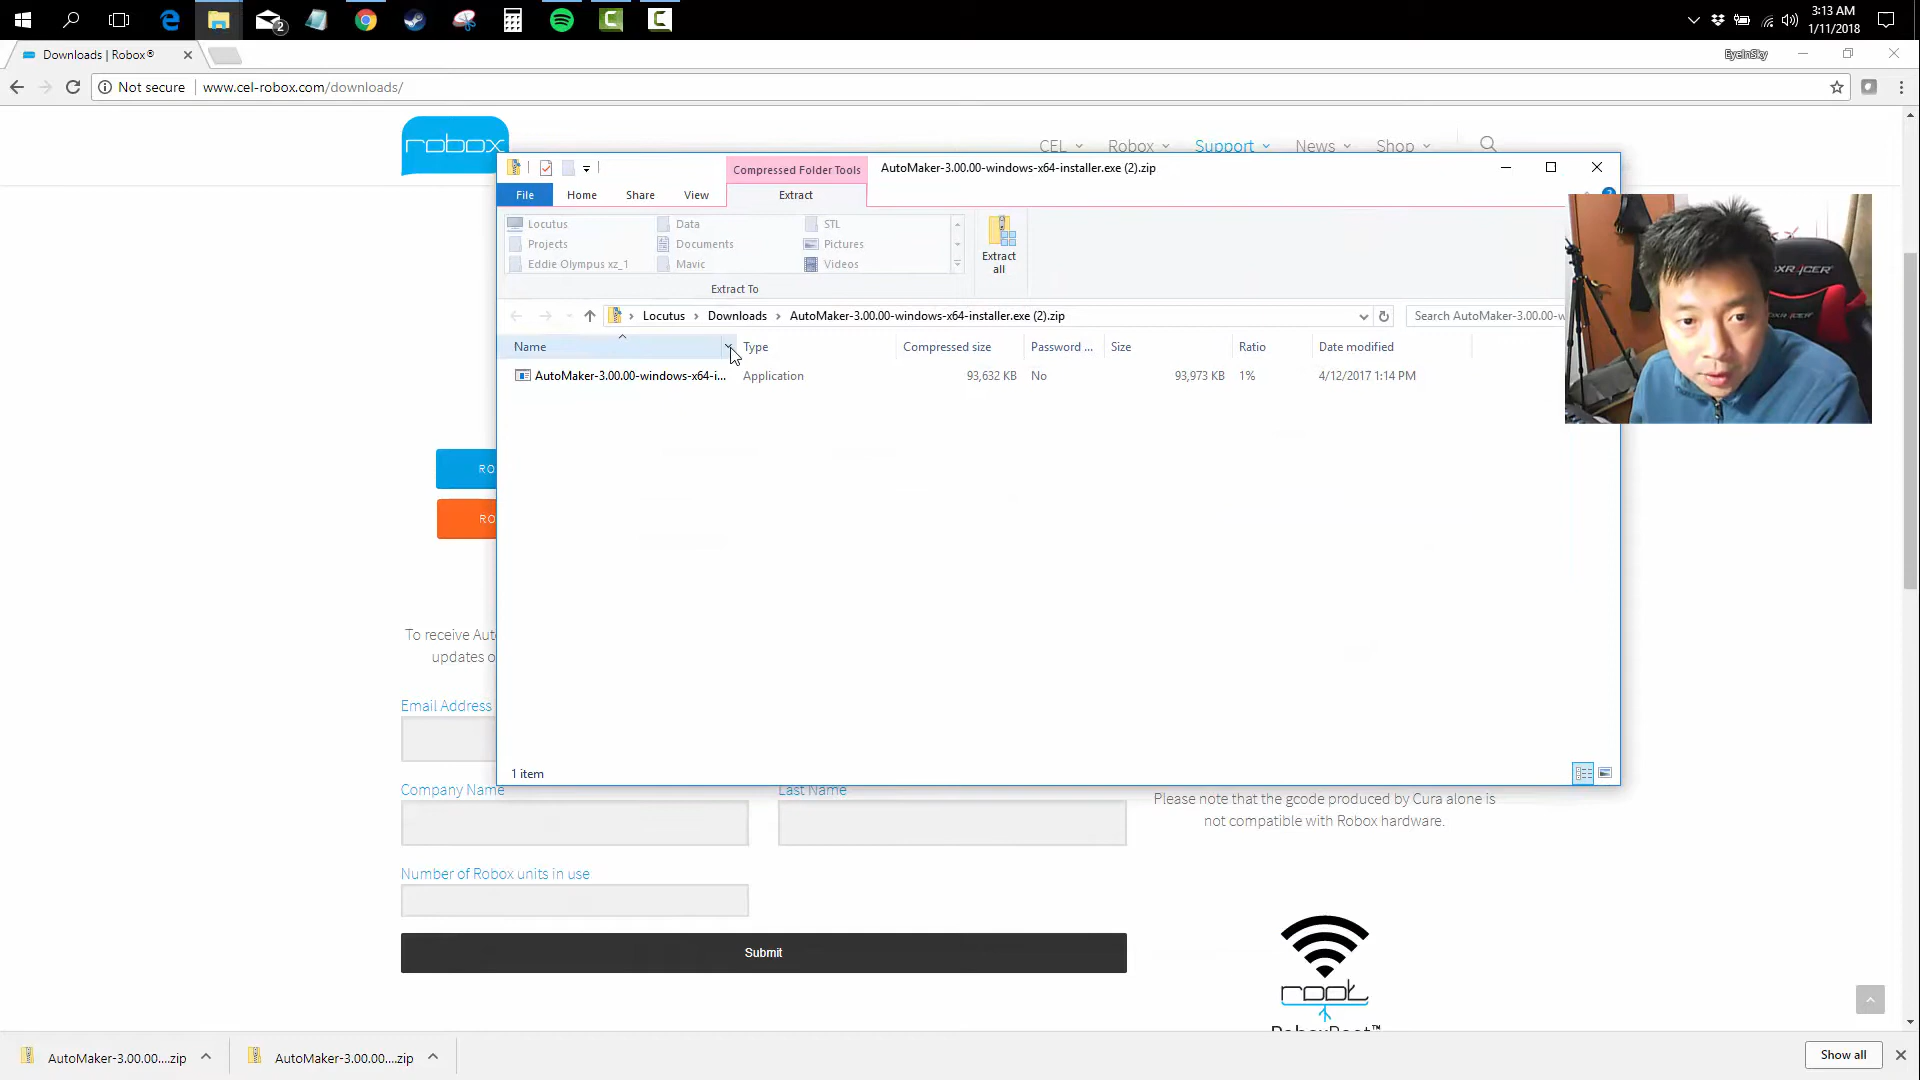 2
3:13 AM
1/11/2018
Downloads | Robox®
EyeInSky
Not secure
www.cel-robox.com/downloads/
robox
CEL
Robox
Support
News
Shop
Compressed Folder Tools
AutoMaker-3.00.00-windows-x64-installer.exe (2).zip
File
Home
Share
View
Extract
Locutus
Data
STL
Projects
Documents
Pictures
Eddie Olympus xz_1
Mavic
Videos
Extract
all
Extract To
Locutus
Downloads
AutoMaker-3.00.00-windows-x64-installer.exe (2).zip
Search AutoMaker-3.00.00-w
Name
Type
Compressed size
Password ...
Size
Ratio
Date modified
AutoMaker-3.00.00-windows-x64-i...
Application
93,632 KB
No
93,973 KB
1%
4/12/2017 1:14 PM
DXRACER
RO
RO
To receive Aut
updates o
Email Address
1 item
Company Name
Last Name
Please note that the gcode produced by Cura alone is
not compatible with Robox hardware.
Number of Robox units in use
Submit
root
RoboxRoot™
AutoMaker-3.00.00....zip
AutoMaker-3.00.00....zip
Show all